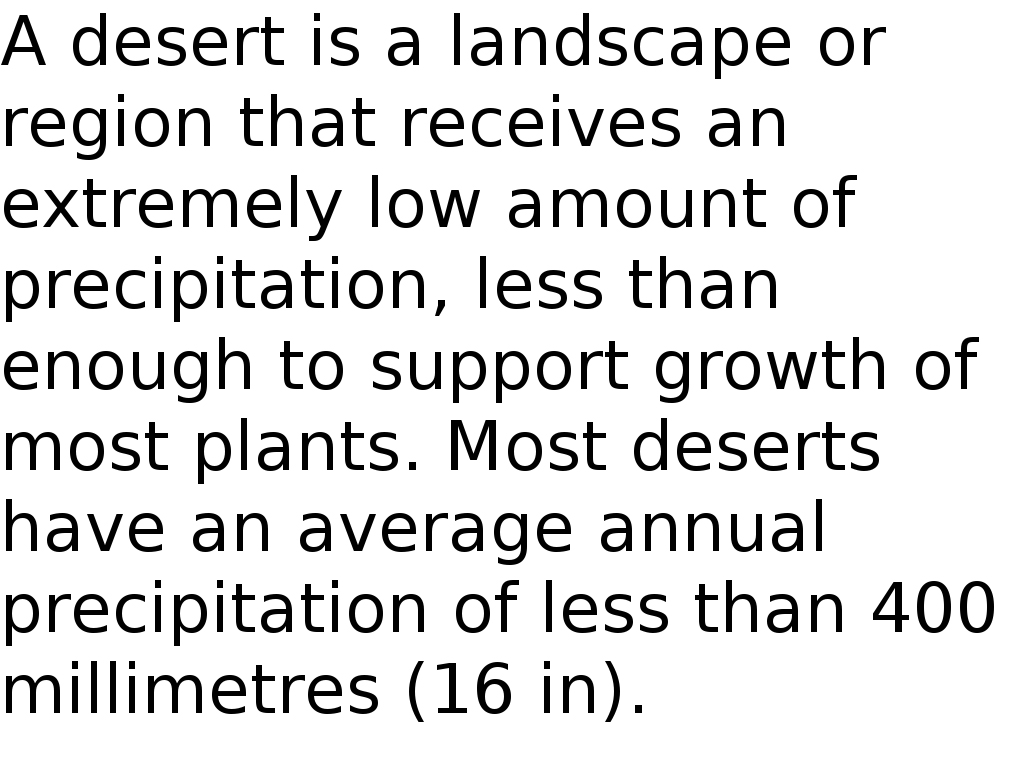 A desert is a landscape or
region that receives an
extremely low amount of
precipitation, less than
enough to support growth of
most plants. Most deserts
have an average annual
precipitation of less than 400
millimetres (16 in).